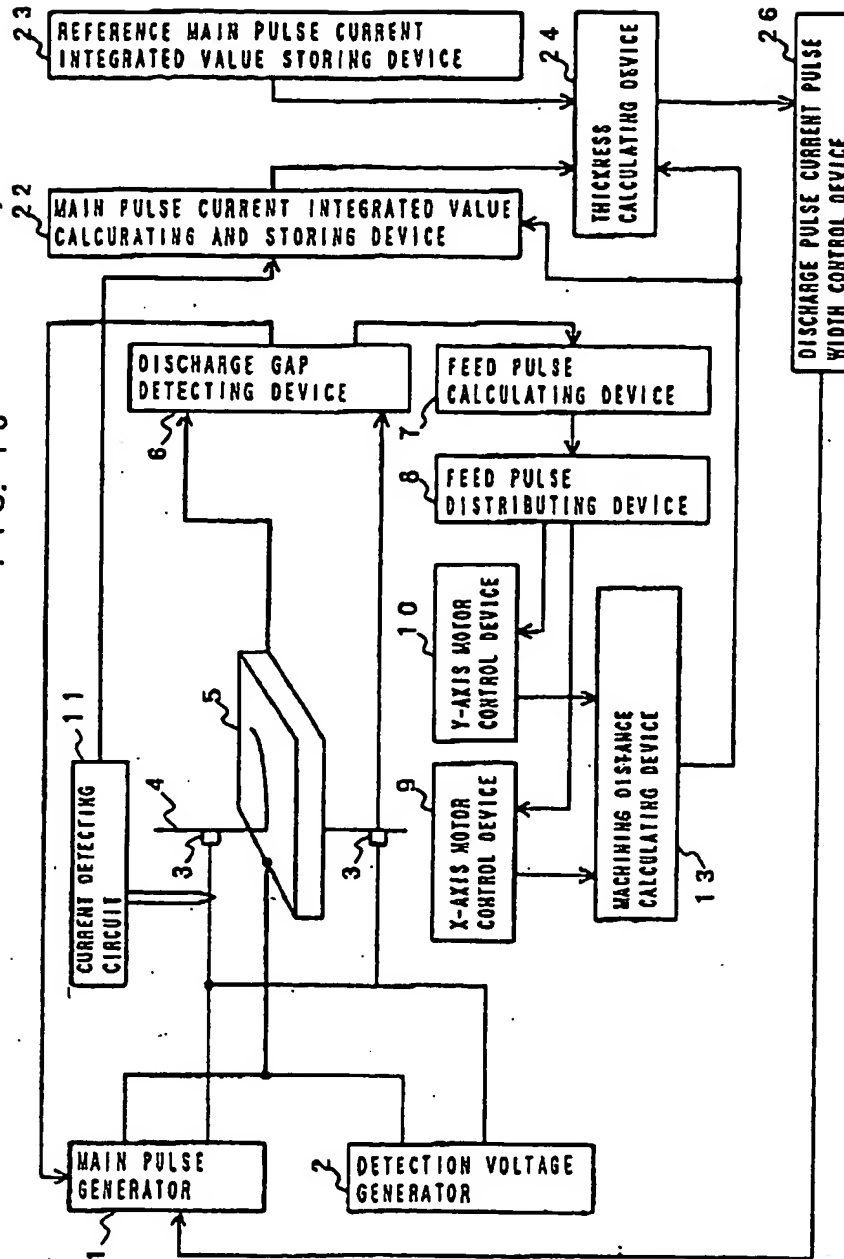 23
REFERENCE MAIN PULSE CURRENT
INTEGRATED VALUE STORING DEVICE
22
MAIN PULSE CURRENT INTEGRATED VALUE
CALCURATING AND STORING DEVICE
24
THICKNESS
CALCULATING DEVICE
26
DISCHARGE PULSE CURRENT PULSE
WIDTH CONTROL DEVICE
11
CURRENT DETECTING
CIRCUIT
6
DISCHARGE GAP
DETECTING DEVICE
4
5
3
3
7
FEED PULSE
CALCULATING DEVICE
8
FEED PULSE
DISTRIBUTING DEVICE
10
Y-AXIS MOTOR
CONTROL DEVICE
9
X-AXIS MOTOR
CONTROL DEVICE
MACHINING DISTANCE
CALCULATING DEVICE
13
1
MAIN PULSE
GENERATOR
2
DETECTION VOLTAGE
GENERATOR